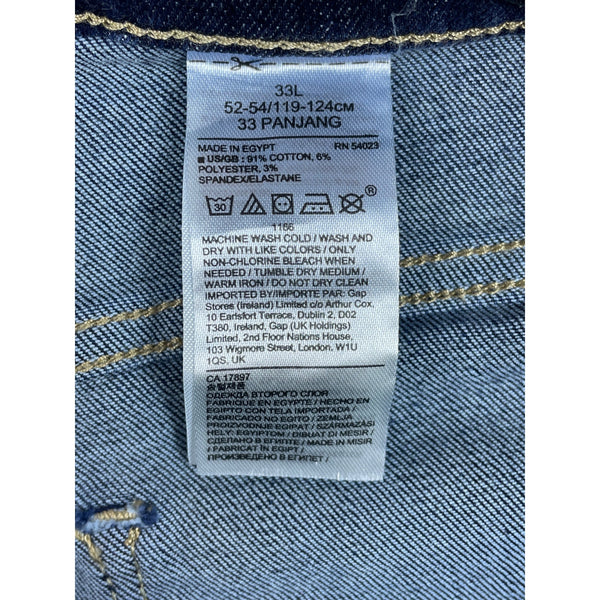 33L
52-54/119-124CM
33 PANJANG
MADE IN EGYPT RN 54023
■ US/GB : 91% COTTON, 6%
POLYESTER, 3%
SPANDEX/ELASTANE
30 ®
1166
MACHINE WASH COLD / WASH AND
DRY WITH LIKE COLORS / ONLY
NON-CHLORINE BLEACH WHEN
NEEDED / TUMBLE DRY MEDIUM /
WARM IRON / DO NOT DRY CLEAN
IMPORTED BY/IMPORTE PAR: Gap
Stores (Ireland) Limited c/o Arthur Cox,
10 Earlsfort Terrace, Dublin 2, D02
T380, Ireland, Gap (UK Holdings)
Limited, 2nd Floor Nations House,
103 Wigmore Street, London, W1U
1QS, UK
CA 17897
ОДЕЖДА ВТОРОГО СЛОЯ
FABRIQUE EN EGYPTE / HECHO EN
EGIPTO CON TELA IMPORTADA /
FABRICADO NO EGITO / ZEMLJA
PROIZVODNJE EGIPAT / SZÁRMAZÁSI
HELY: EGYIPTOM / DIBUAT DI MESIR /
СДЕЛАНО В ЕГИПТЕ / MADE IN MISIR
/ FABRICAT ÎN EGIPT /
ПРОИЗВЕДЕНО В ЕГИПЕТ /